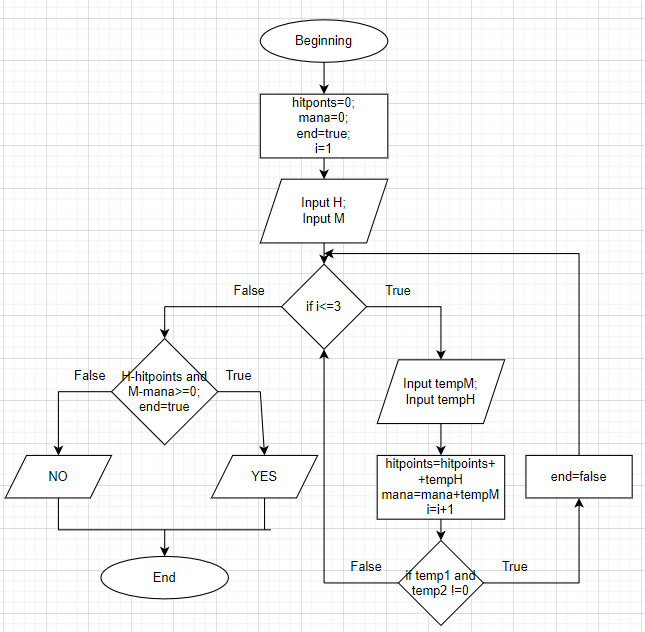 Beginning
hitponts=0;
mana=0;
end=true;
i=1
Input H;
Input M
False
True
if i<=3
H-hitpoints and
M-mana>=0;
end=true
False
True
Input tempM;
Input tempH
NO
YES
hitpoints=hitpoints+
+tempH
mana=mana+tempM
i=i+1
end=false
False
True
if temp1 and
temp2 !=0
End